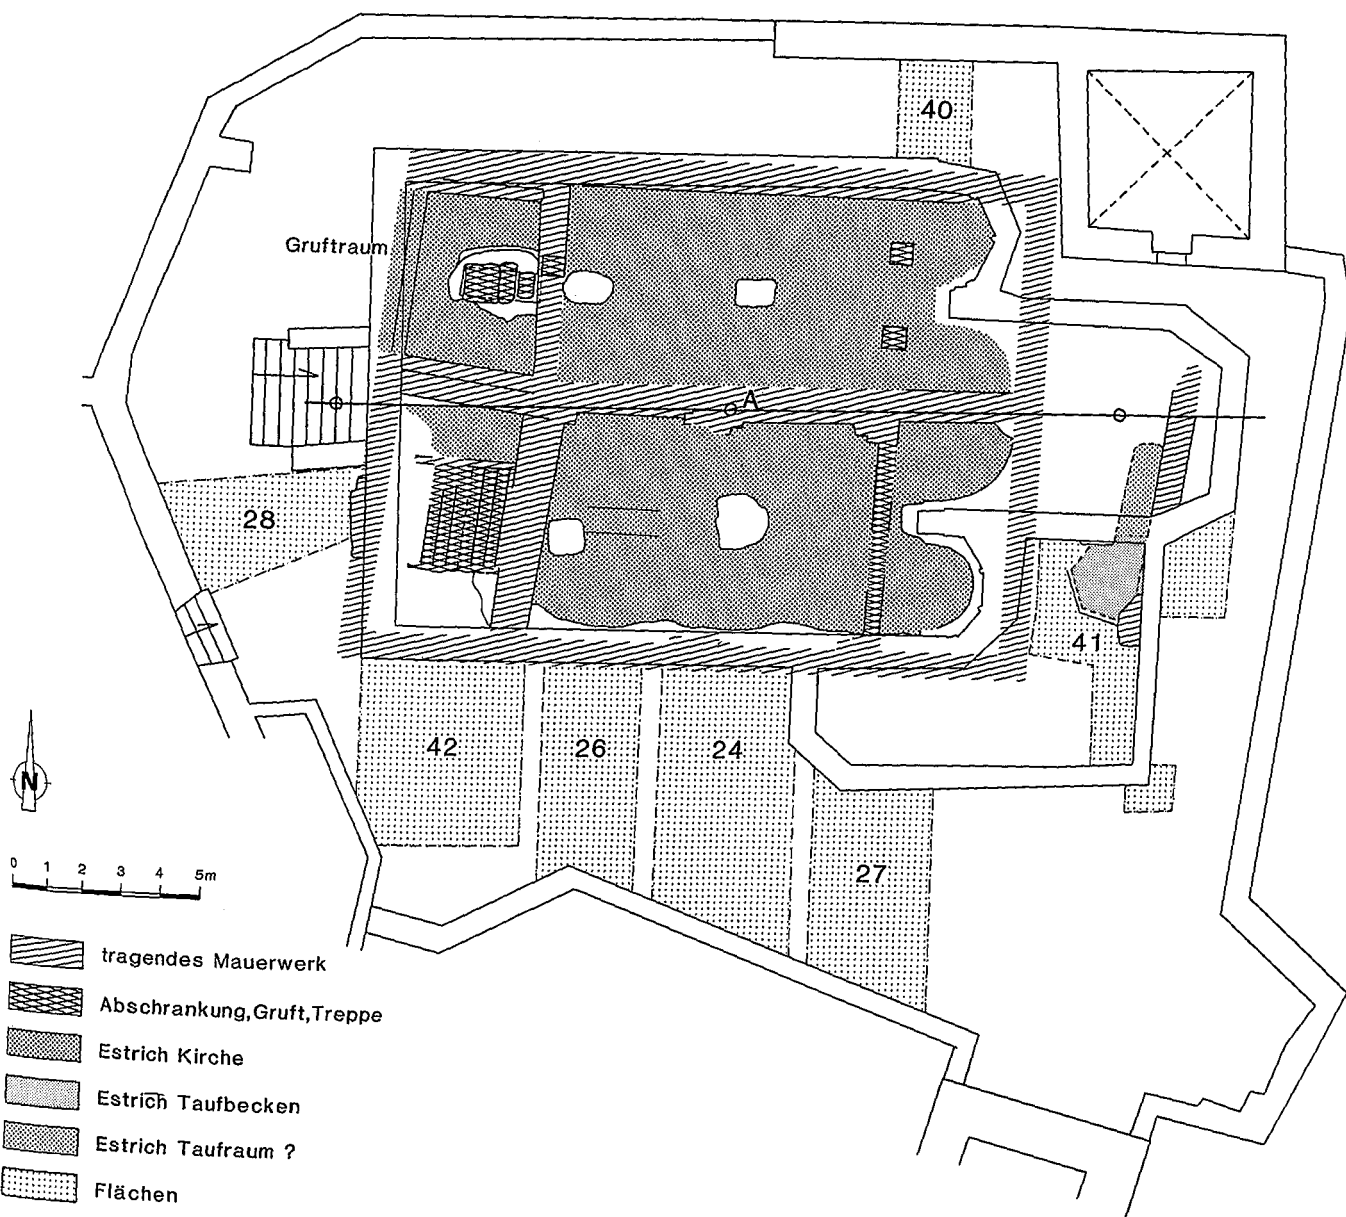 40
Gruftraum
A
28
41
42
26
24
27
N
0 1 2 3 4 5m
tragendes Mauerwerk
Abschrankung,Gruft,Treppe
Estrich Kirche
Estrich Taufbecken
Estrich Taufraum ?
Flächen